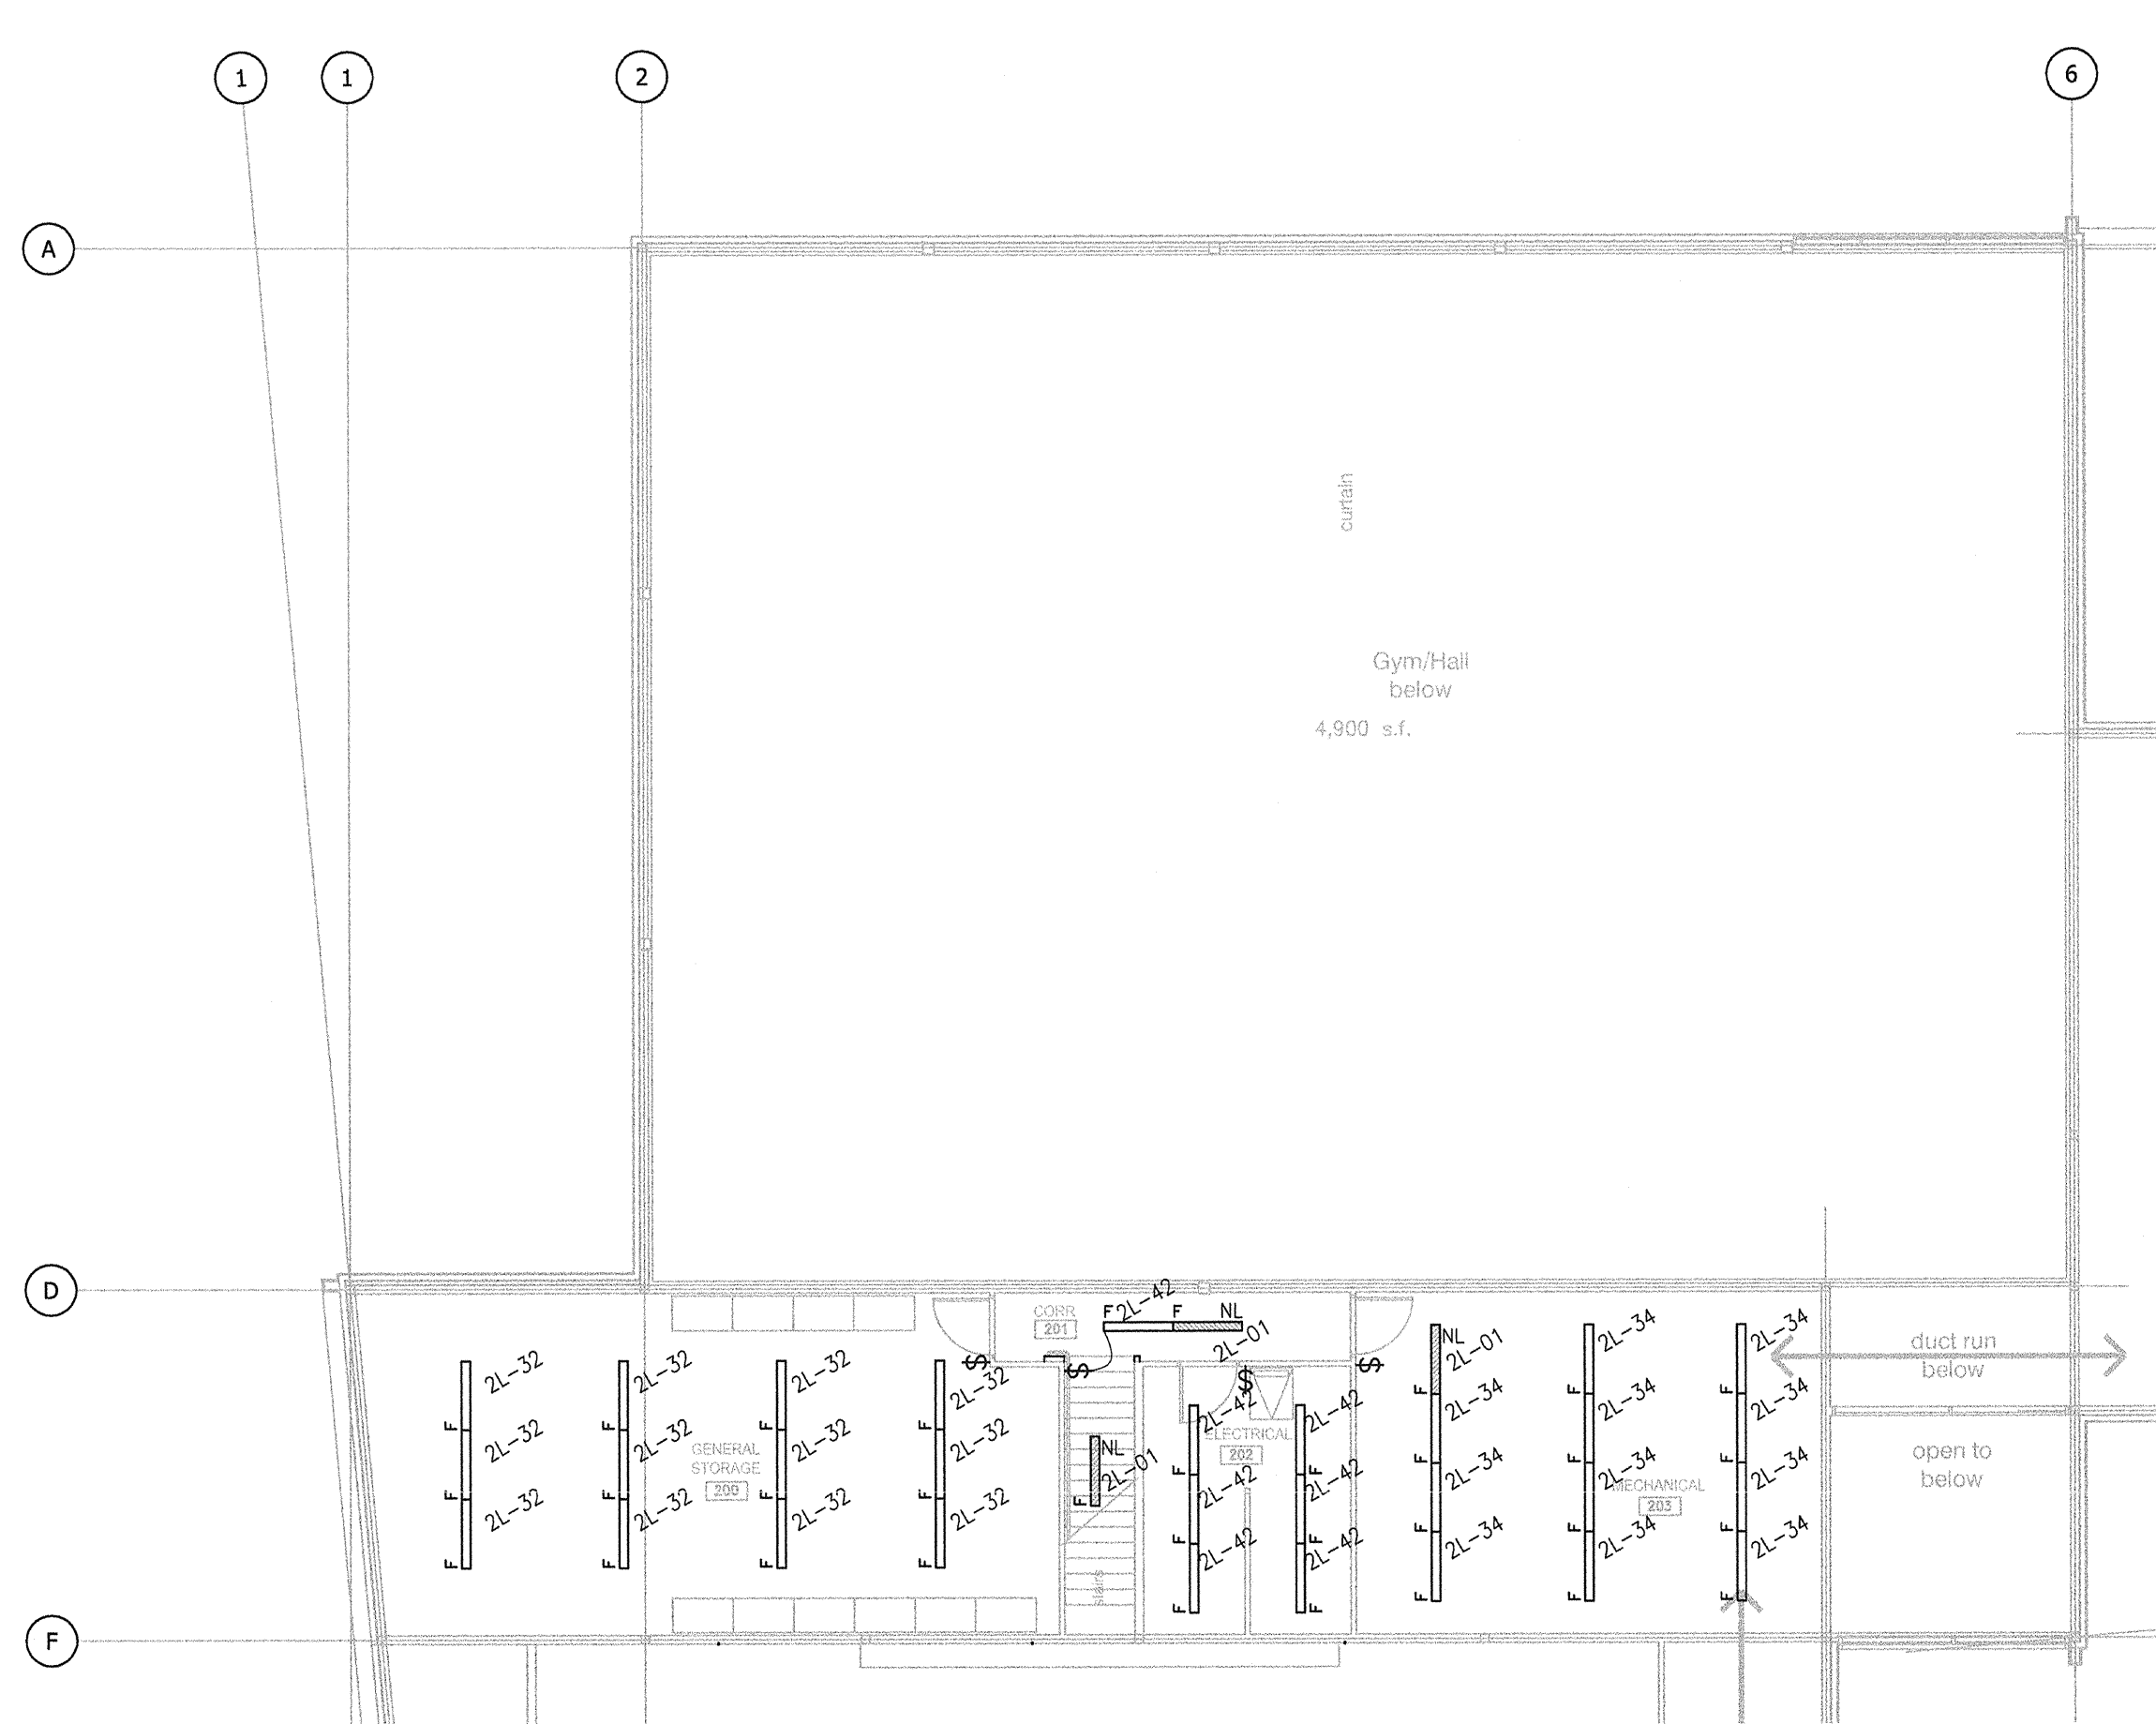 1
1
2
6
A
curtain
Gym/Hall
below
4,900 s.f.
D
CORR
201
F
2L-42
F
NL
2L-01
$
$
$
$
duct run
below
2L-32
2L-32
2L-32
2L-32
2L-42
2L-42
NL
2L-01
2L-34
2L-34
F
F
F
2L-34
2L-34
2L-34
F
F
F
F
2L-32
2L-32
2L-32
2L-32
GENERAL
STORAGE
200
NL
2L-01
F
ELECTRICAL
202
F
2L-42
F
2L-42
F
F
F
2L-34
2L-34
2L-34
MECHANICAL
203
open to
below
F
F
F
F
2L-32
2L-32
2L-32
2L-32
F
2L-42
F
2L-42
F
F
F
2L-34
2L-34
2L-34
F
F
F
F
stairs
F
F
F
F
F
F